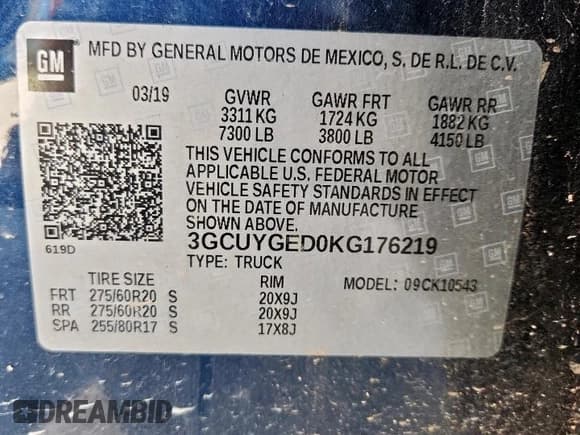 GM
MFD BY GENERAL MOTORS DE MEXICO, S. DE R.L. DE C.V.
03/19 GVWR GAWR FRT GAWR RR
3311 KG 1724 KG 1882 KG
7300 LB 3800 LB 4150 LB
THIS VEHICLE CONFORMS TO ALL
APPLICABLE U.S. FEDERAL MOTOR
VEHICLE SAFETY STANDARDS IN EFFECT
ON THE DATE OF MANUFACTURE
SHOWN ABOVE.
619D
3GCUYGED0KG176219
TYPE: TRUCK
TIRE SIZE RIM MODEL: 09CK10543
FRT 275/60R20 S 20X9J
RR 275/60R20 S 20X9J
SPA 255/80R17 S 17X8J
DREAMBID